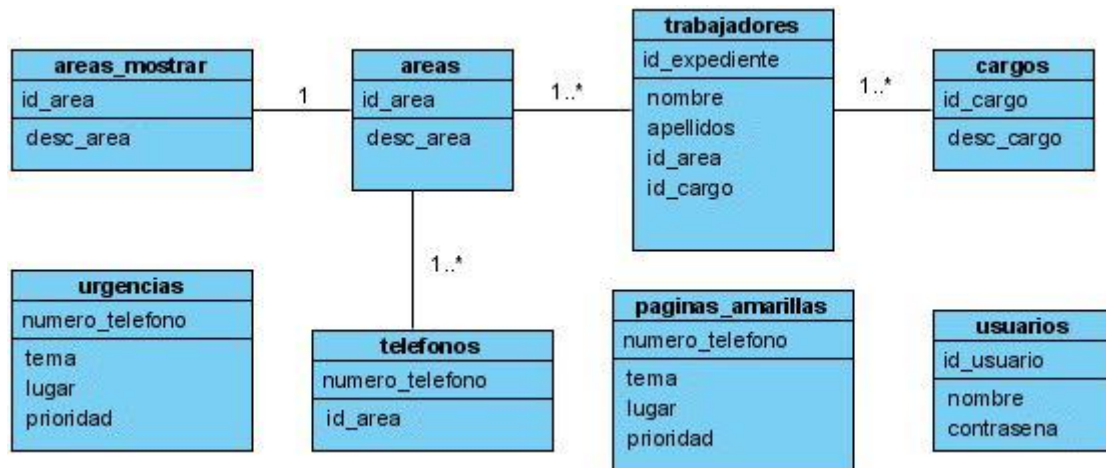 areas_mostrar
id_area
desc_area
1
areas
id_area
desc_area
1..*
trabajadores
id_expediente
nombre
apellidos
id_area
id_cargo
1..*
cargos
id_cargo
desc_cargo
1..*
urgencias
numero_telefono
tema
lugar
prioridad
telefonos
numero_telefono
id_area
paginas_amarillas
numero_telefono
tema
lugar
prioridad
usuarios
id_usuario
nombre
contrasena